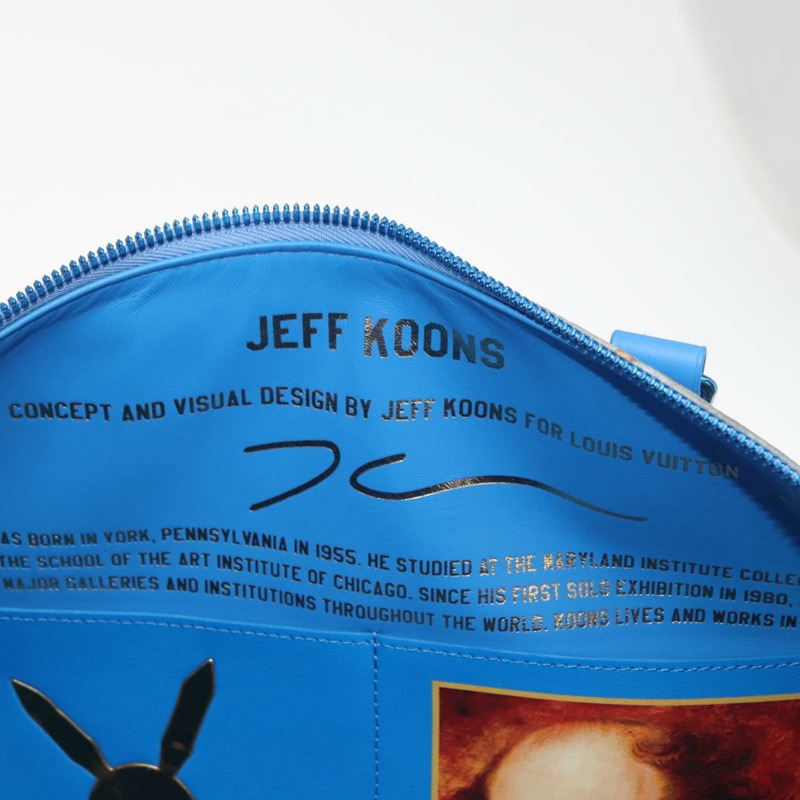 JEFF KOONS
CONCEPT AND VISUAL DESIGN BY JEFF KOONS FOR LOUIS VUITTON
AS BORN IN YORK, PENNSYLVANIA IN 1955. HE STUDIED AT THE MARYLAND INSTITUTE COLLE
THE SCHOOL OF THE ART INSTITUTE OF CHICAGO. SINCE HIS FIRST SOLO EXHIBITION IN 1980,
MAJOR GALLERIES AND INSTITUTIONS THROUGHOUT THE WORLD. KOONS LIVES AND WORKS IN